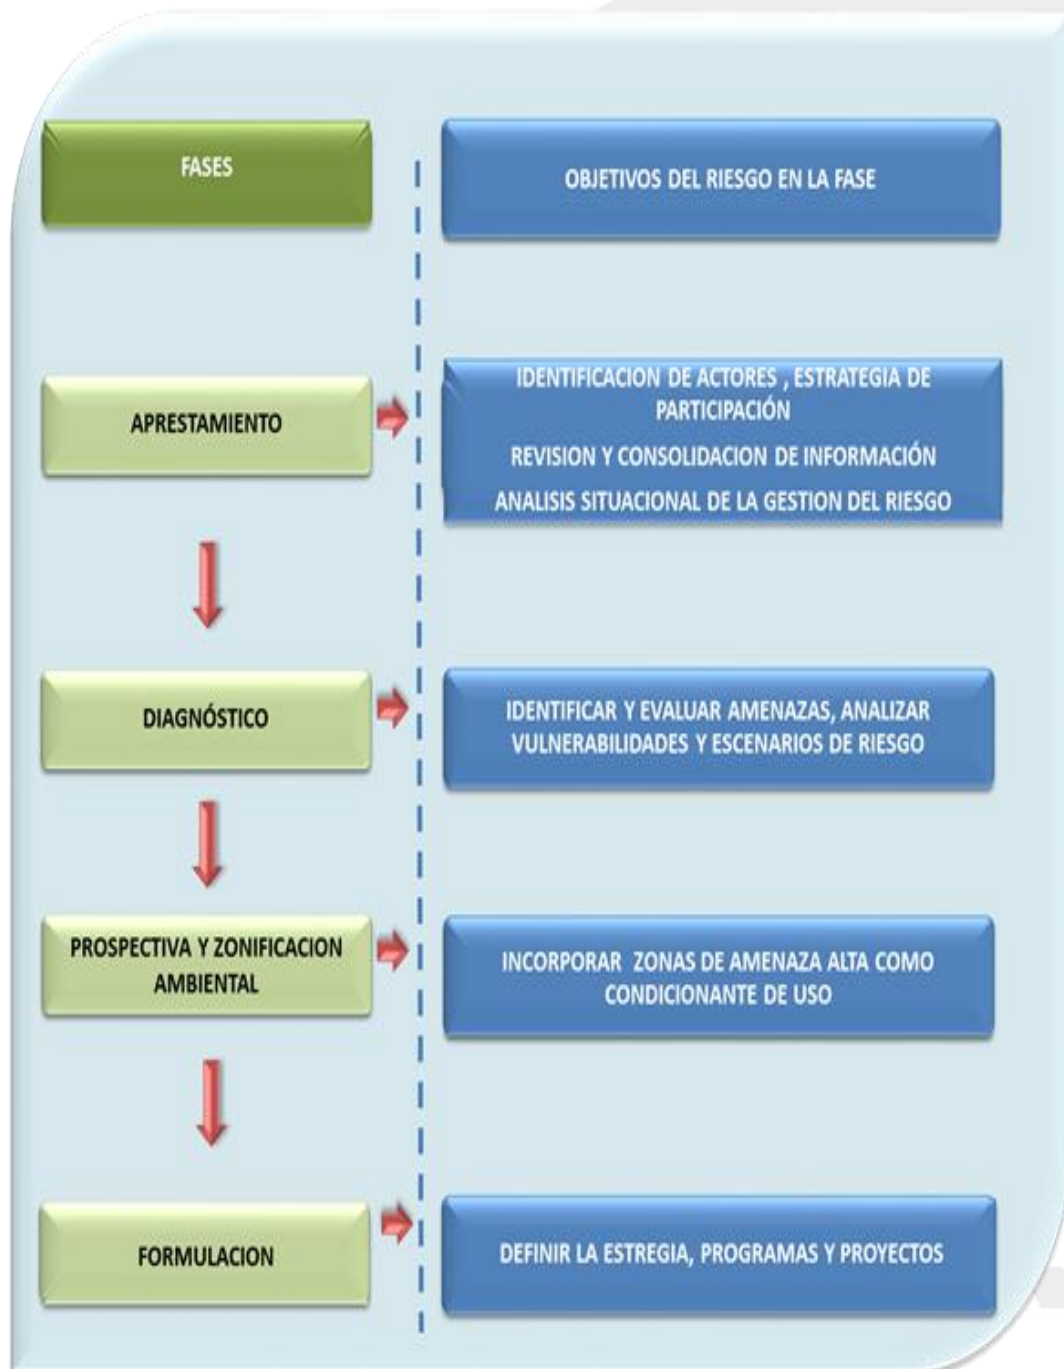 FASES
OBJETIVOS DEL RIESGO EN LA FASE
APRESTAMIENTO
IDENTIFICACION DE ACTORES , ESTRATEGIA DE
PARTICIPACIÓN
REVISION Y CONSOLIDACION DE INFORMACIÓN
ANALISIS SITUACIONAL DE LA GESTION DEL RIESGO
DIAGNÓSTICO
IDENTIFICAR Y EVALUAR AMENAZAS, ANALIZAR
VULNERABILIDADES Y ESCENARIOS DE RIESGO
PROSPECTIVA Y ZONIFICACION
AMBIENTAL
INCORPORAR ZONAS DE AMENAZA ALTA COMO
CONDICIONANTE DE USO
FORMULACION
DEFINIR LA ESTREGIA, PROGRAMAS Y PROYECTOS